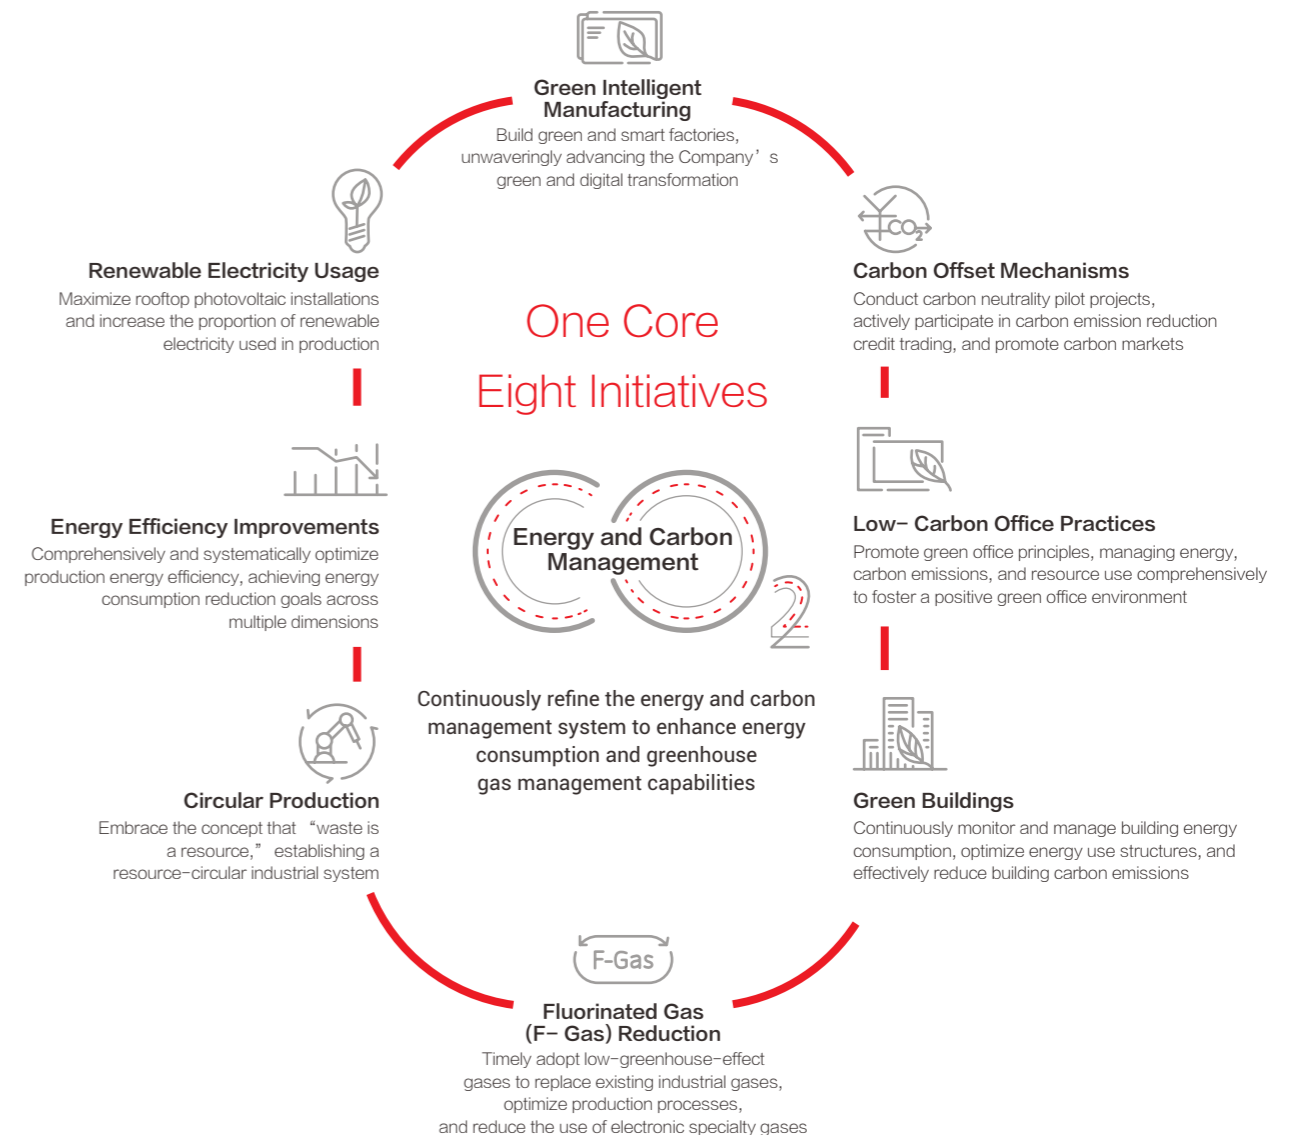 Green Intelligent
Manufacturing
Build green and smart factories,
unwaveringly advancing the Company’s
green and digital transformation
Renewable Electricity Usage
Maximize rooftop photovoltaic installations
and increase the proportion of renewable
electricity used in production
CO2
Carbon Offset Mechanisms
Conduct carbon neutrality pilot projects,
actively participate in carbon emission reduction
credit trading, and promote carbon markets
One Core
Eight Initiatives
Energy Efficiency Improvements
Comprehensively and systematically optimize
production energy efficiency, achieving energy
consumption reduction goals across
multiple dimensions
Energy and Carbon
Management
CO2
Low- Carbon Office Practices
Promote green office principles, managing energy,
carbon emissions, and resource use comprehensively
to foster a positive green office environment
Continuously refine the energy and carbon
management system to enhance energy
consumption and greenhouse
gas management capabilities
Circular Production
Embrace the concept that “waste is
a resource,” establishing a
resource-circular industrial system
Green Buildings
Continuously monitor and manage building energy
consumption, optimize energy use structures, and
effectively reduce building carbon emissions
F-Gas
Fluorinated Gas
(F- Gas) Reduction
Timely adopt low-greenhouse-effect
gases to replace existing industrial gases,
optimize production processes,
and reduce the use of electronic specialty gases